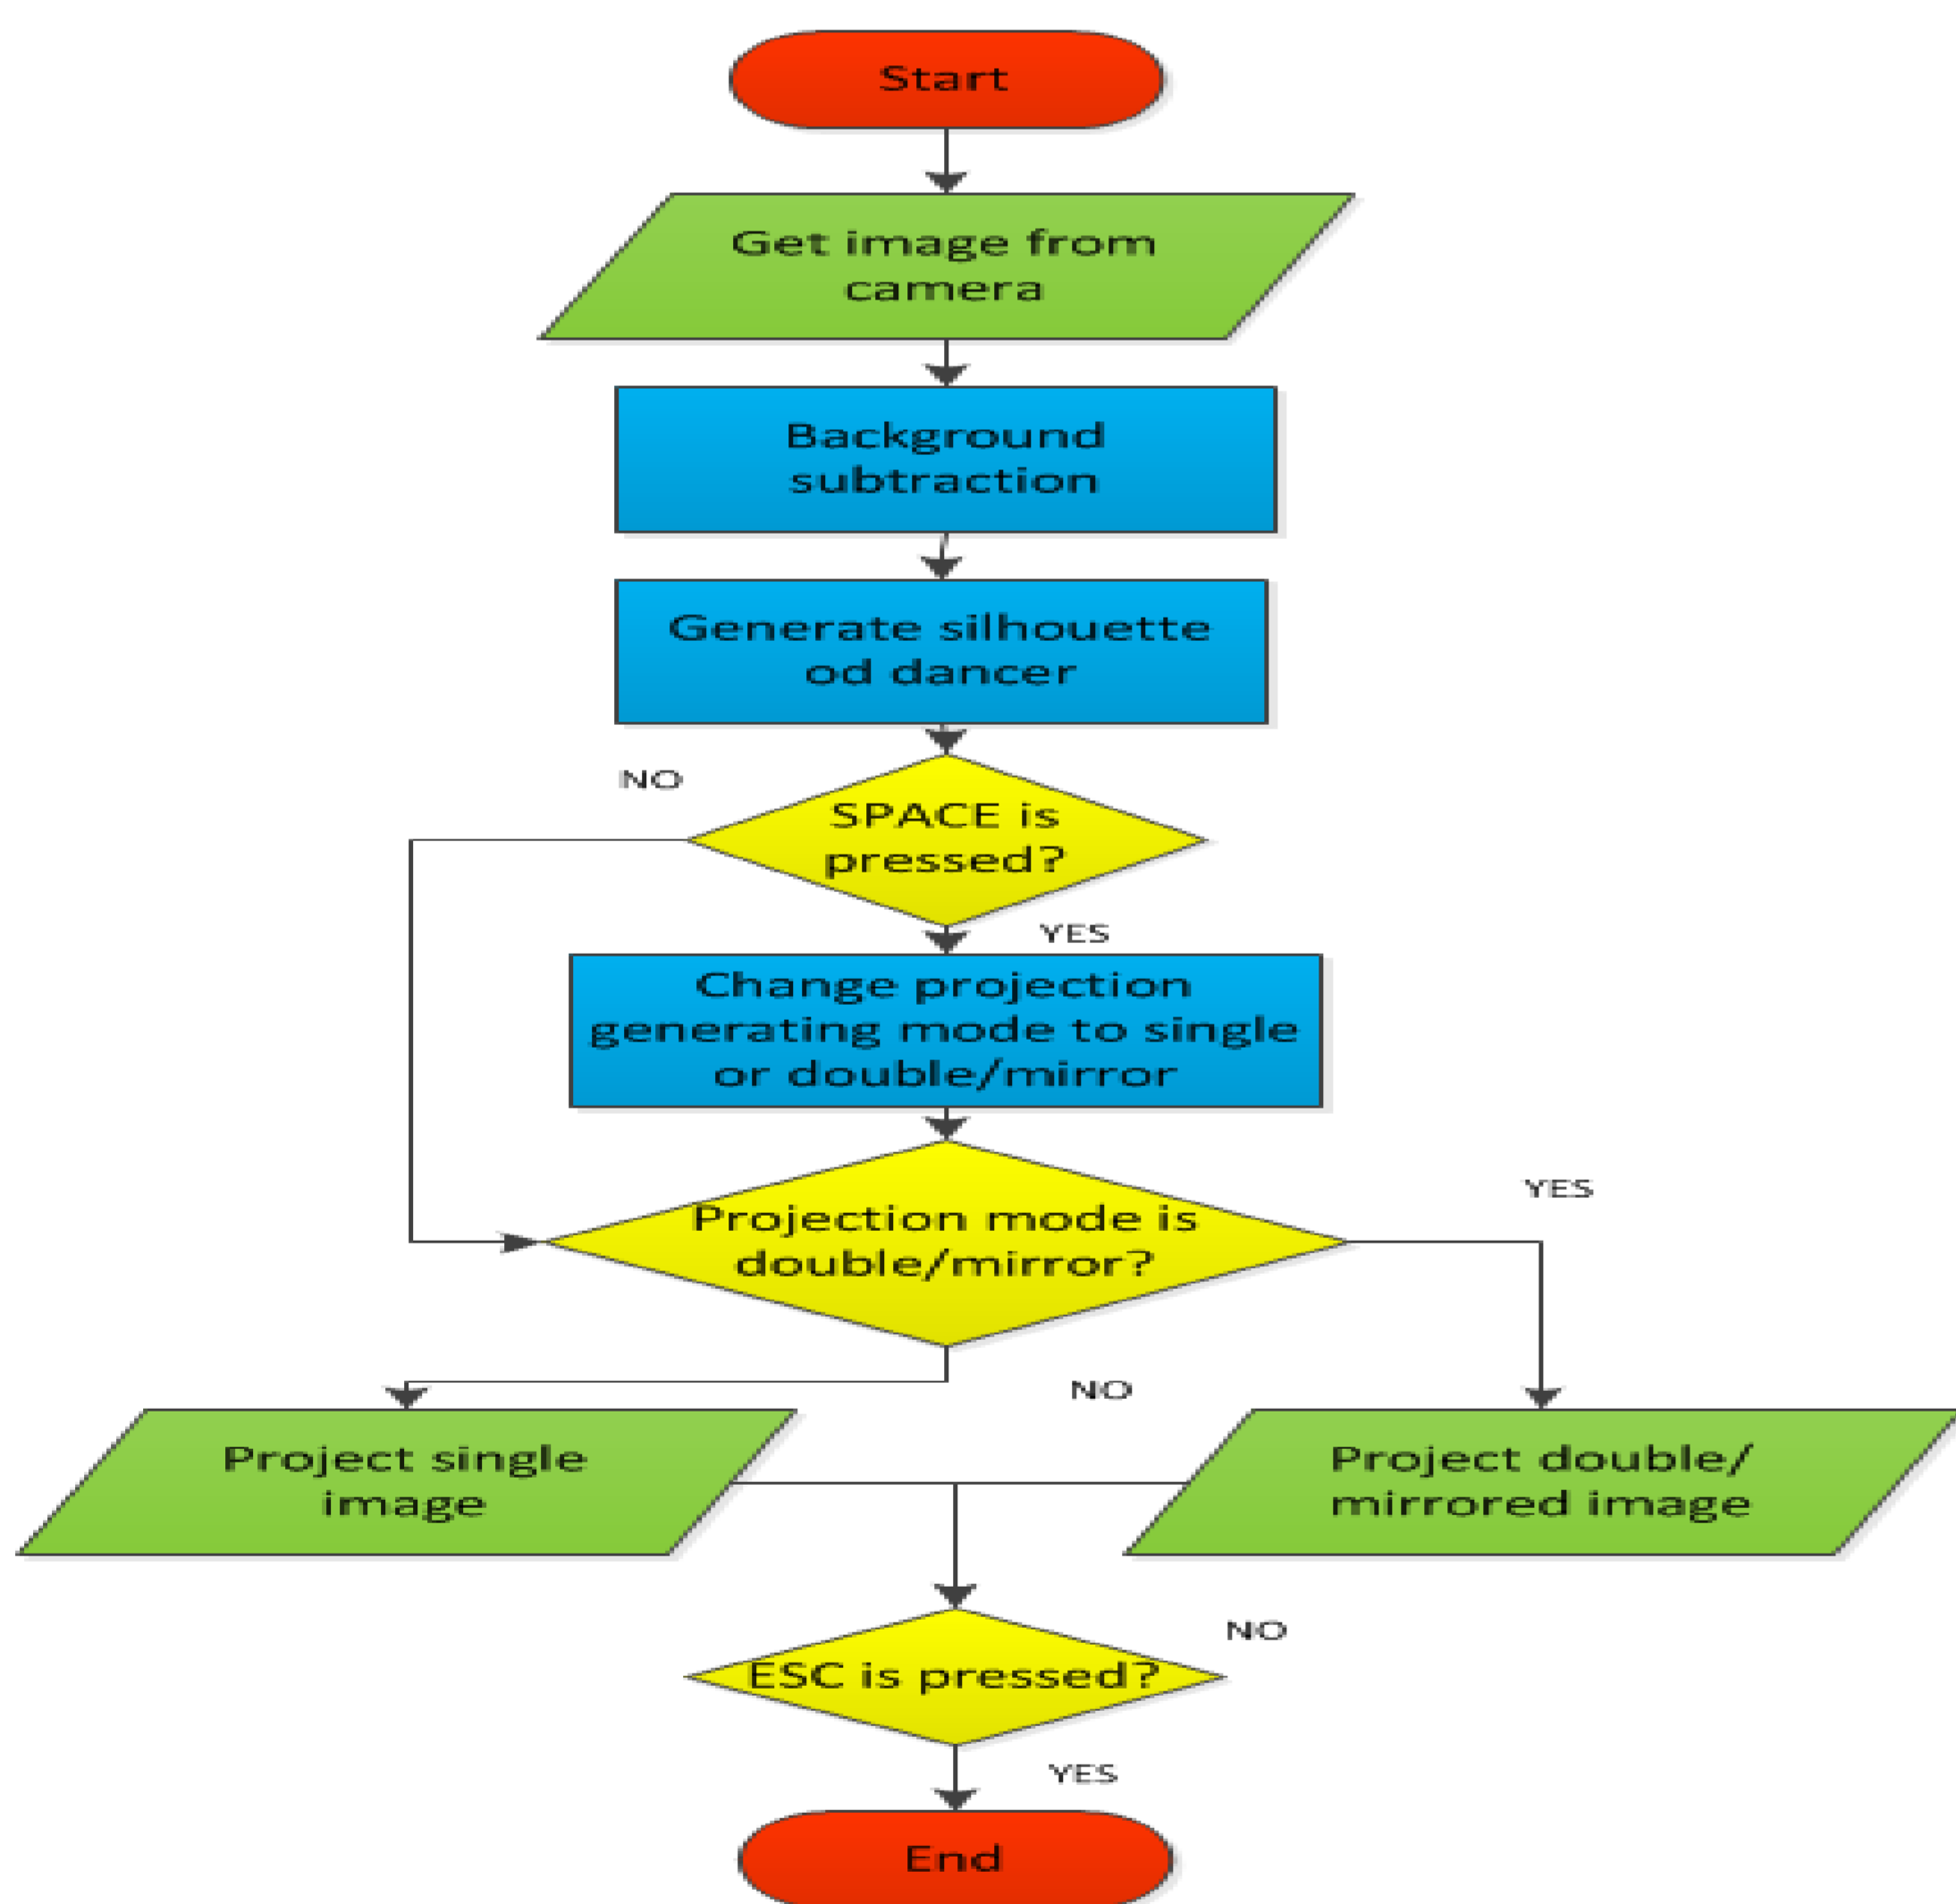 Start
Get image from
camera
Background
subtraction
Generate silhouette
od dancer
NO
SPACE is
pressed?
YES
Change projection
generating mode to single
or double/mirror
YES
Projection mode is
double/mirror?
NO
Project single
image
Project double/
mirrored image
NO
ESC is pressed?
YES
End